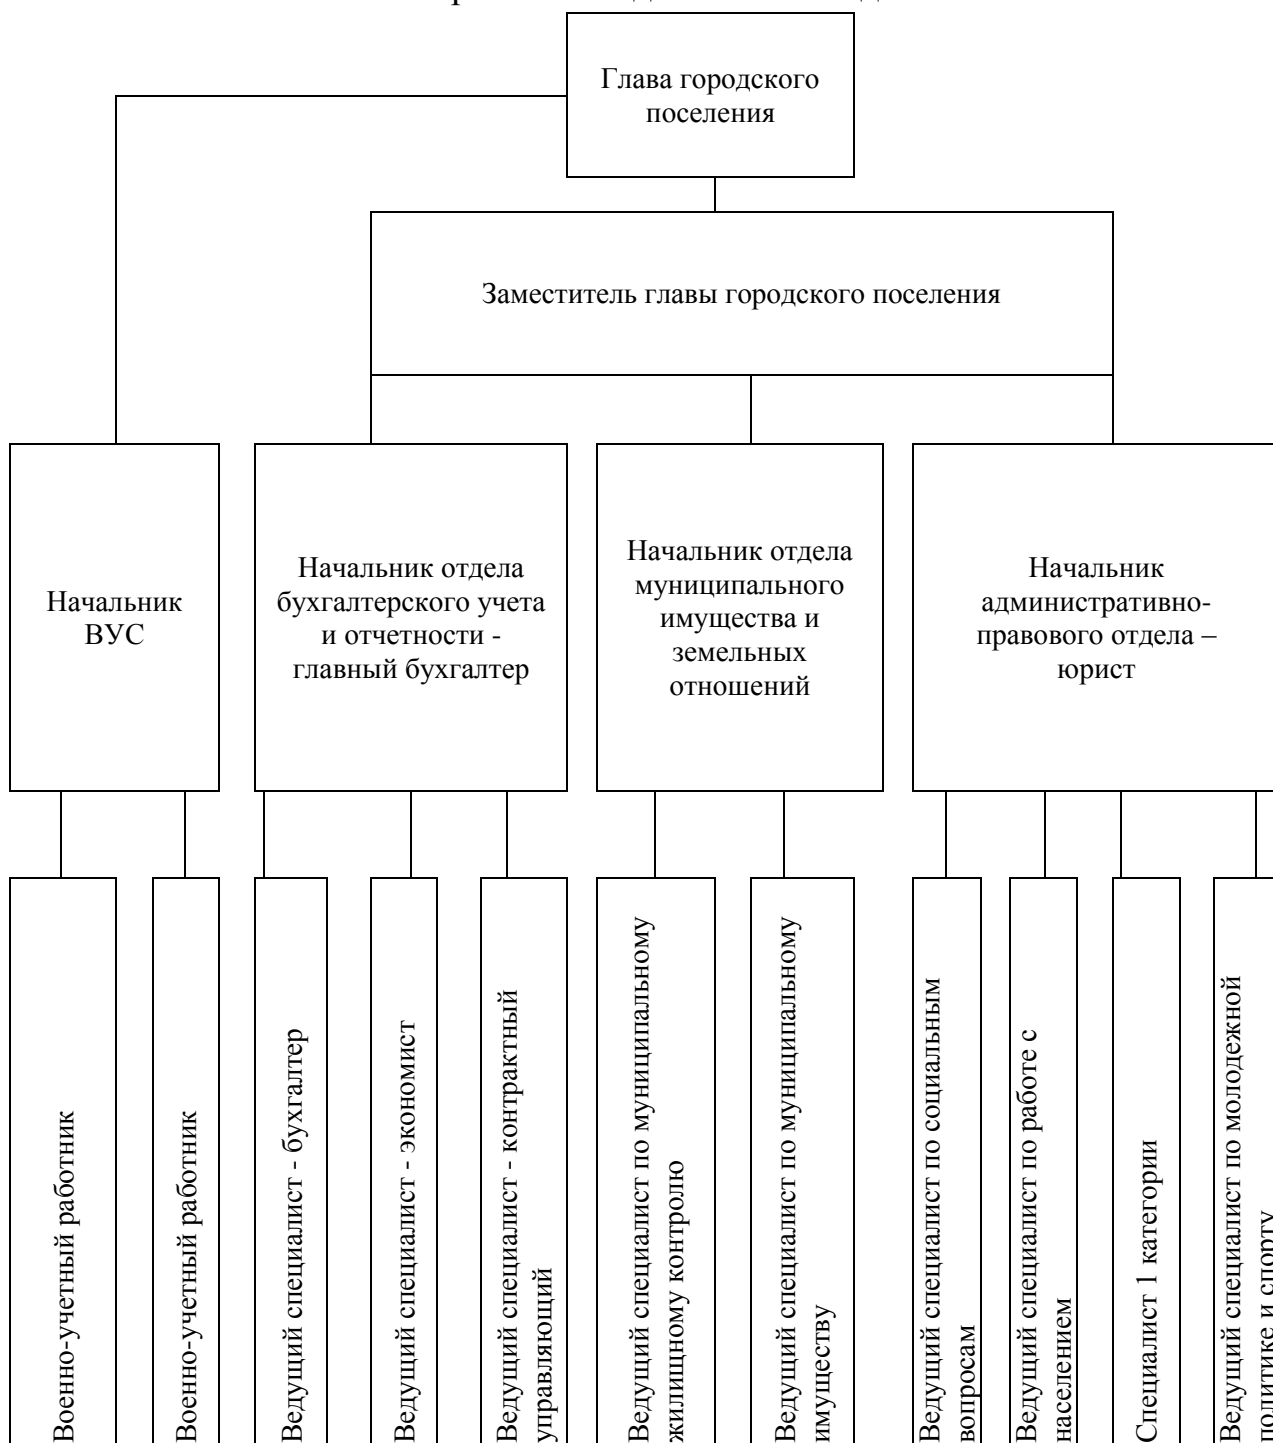 Глава городского
поселения
Заместитель главы городского поселения
Начальник
ВУС
Начальник отдела
бухгалтерского учета
и отчетности -
главный бухгалтер
Начальник отдела
муниципального
имущества и
земельных
отношений
Начальник
административно-
правового отдела –
юрист
Военно-учетный работник
Военно-учетный работник
Ведущий специалист - бухгалтер
Ведущий специалист - экономист
Ведущий специалист - контрактный
управляющий
Ведущий специалист по муниципальному
жилищному контролю
Ведущий специалист по муниципальному
имуществу
Ведущий специалист по социальным
вопросам
Ведущий специалист по работе с
населением
Специалист 1 категории
Ведущий специалист по молодежной
политике и спорту